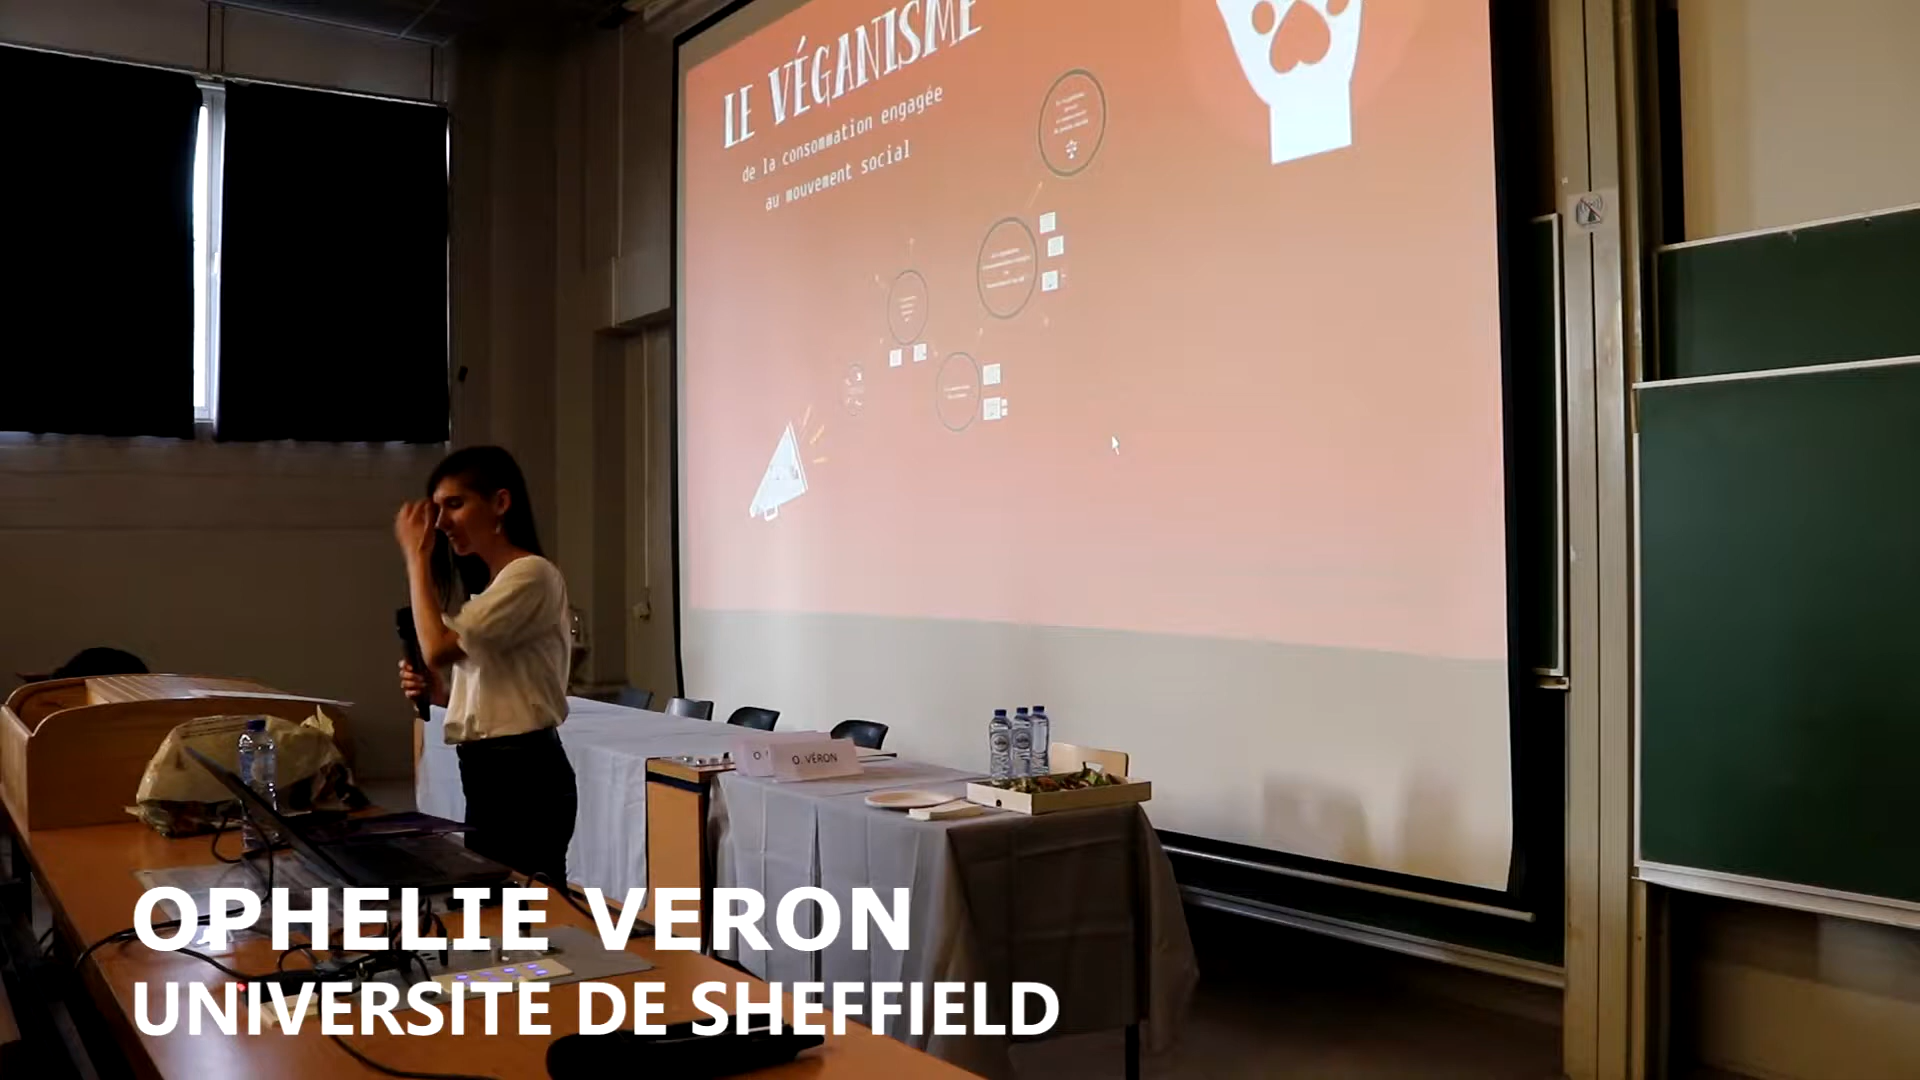 LE VÉGANISME
de la consommation engagée
au mouvement social
O. VÉRON
OPHELIE VERON
UNIVERSITE DE SHEFFIELD